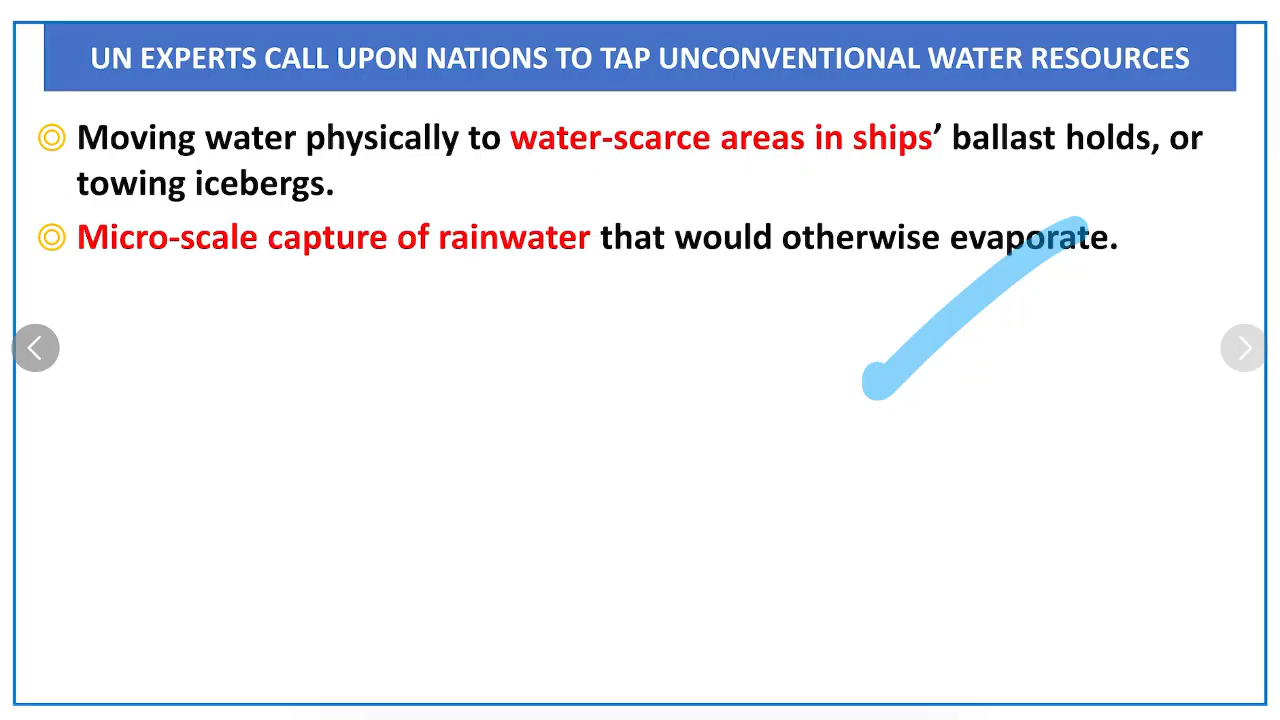 UN EXPERTS CALL UPON NATIONS TO TAP UNCONVENTIONAL WATER RESOURCES
Moving water physically to water-scarce areas in ships’ ballast holds, or
towing icebergs.
Micro-scale capture of rainwater that would otherwise evaporate.